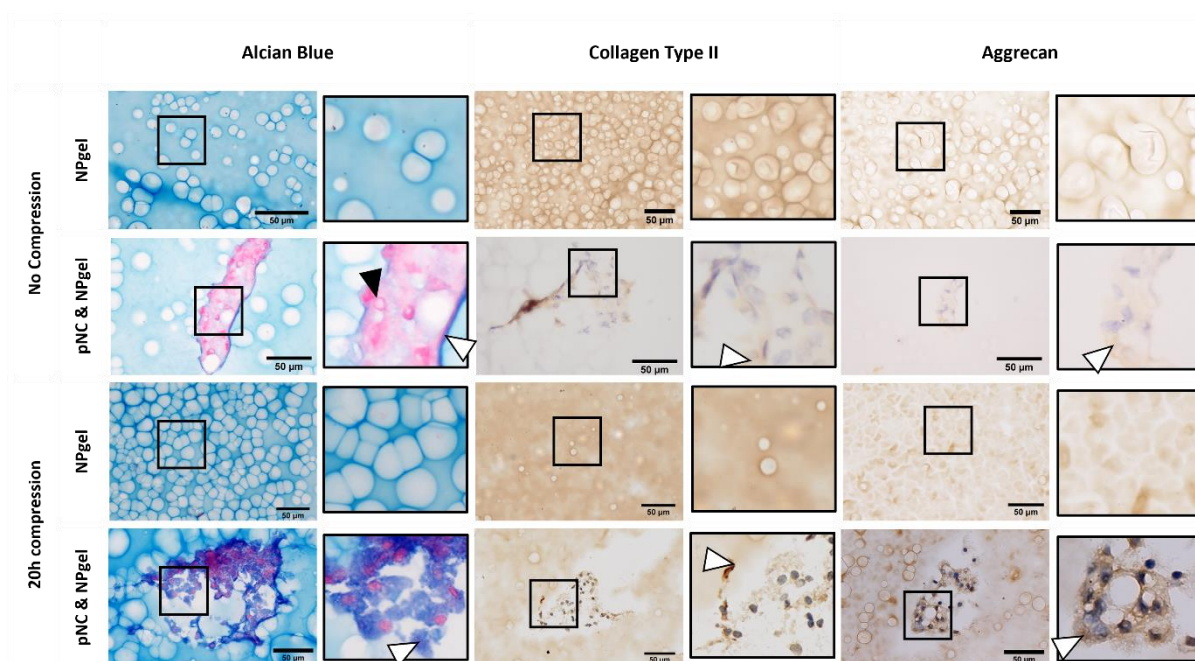 Alcian Blue Collagen Type II Aggrecan
No Compression
NPgel
50 µm 50 µm 50 µm
pNC & NPgel
50 µm 50 µm 50 µm
20h compression
NPgel
50 µm 50 µm 50 µm
pNC & NPgel
50 µm 50 µm 50 µm